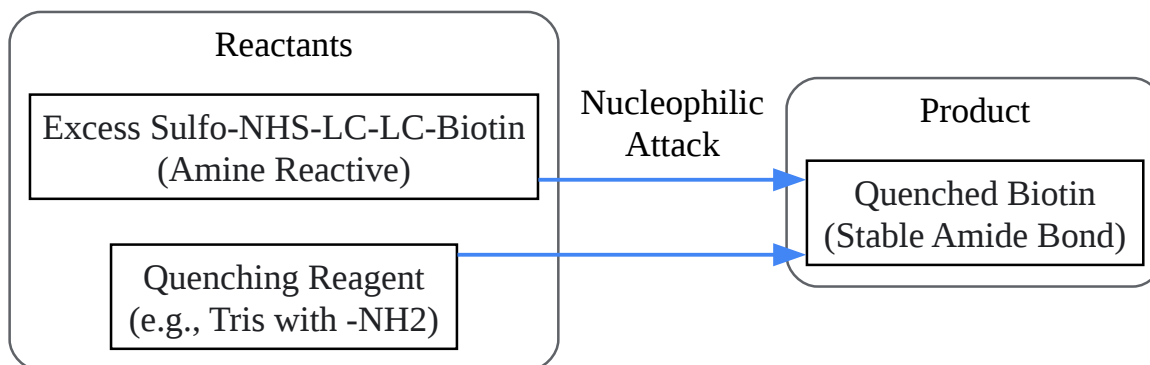 Reactants
Excess Sulfo-NHS-LC-LC-Biotin
(Amine Reactive)
Quenching Reagent
(e.g., Tris with -NH2)
Nucleophilic
Attack
Product
Quenched Biotin
(Stable Amide Bond)